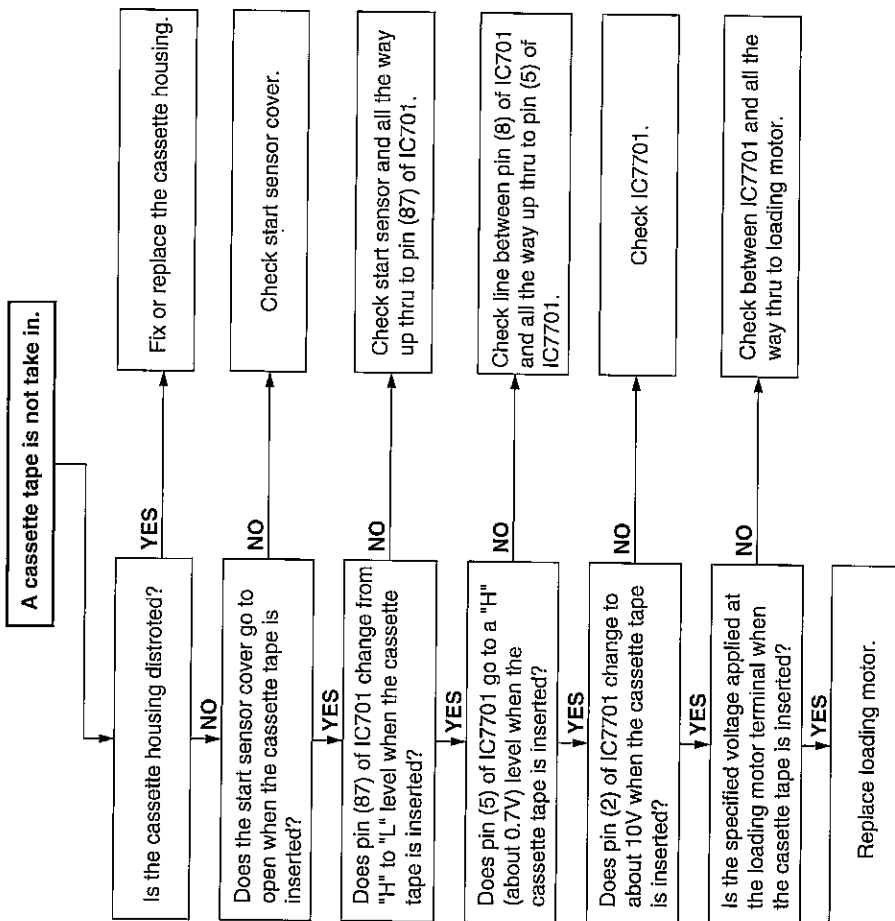 A cassette tape is not take in.
Is the cassette housing distroted?
YES
Fix or replace the cassette housing.
NO
Does the start sensor cover go to
open when the cassette tape is
inserted?
NO
Check start sensor cover.
YES
Does pin (87) of IC701 change from
"H" to "L" level when the cassette
tape is inserted?
NO
Check start sensor and all the way
up thru to pin (87) of IC701.
YES
Does pin (5) of IC7701 go to a "H"
(about 0.7V) level when the
cassette tape is inserted?
NO
Check line between pin (8) of IC701
and all the way up thru to pin (5) of
IC7701.
YES
Does pin (2) of IC7701 change to
about 10V when the cassette tape
is inserted?
NO
Check IC7701.
YES
Is the specified voltage applied at
the loading motor terminal when
the casette tape is inserted?
NO
Check between IC7701 and all the
way thru to loading motor.
YES
Replace loading motor.